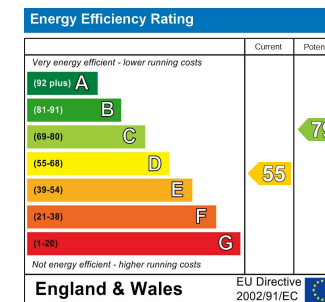 Energy Efficiency Rating
Current
Very energy efficient - lower running costs
(92 plus) A
(81-91) B
(69-80) C
(55-68) D
55
(39-54) E
(21-38) F
(1-20) G
Not energy efficient - higher running costs
England & Wales
EU Directive
2002/91/EC